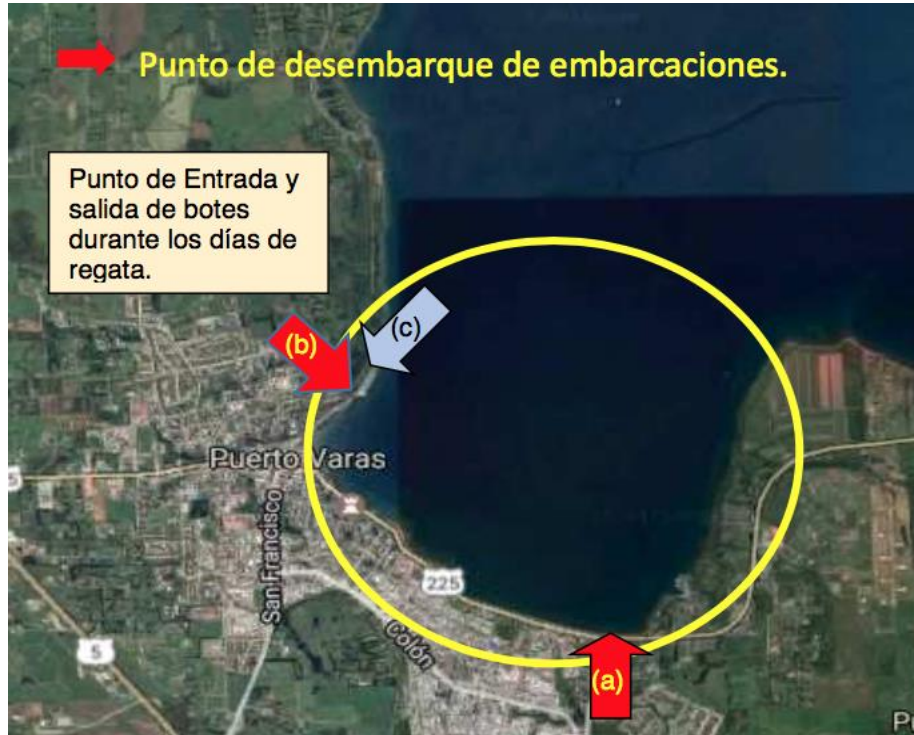 Punto de desembarque de embarcaciones.
Punto de Entrada y
salida de botes
durante los días de
regata.
(c)
(b)
Puerto Varas
5
San Francisco
225
Colón
5
(a)